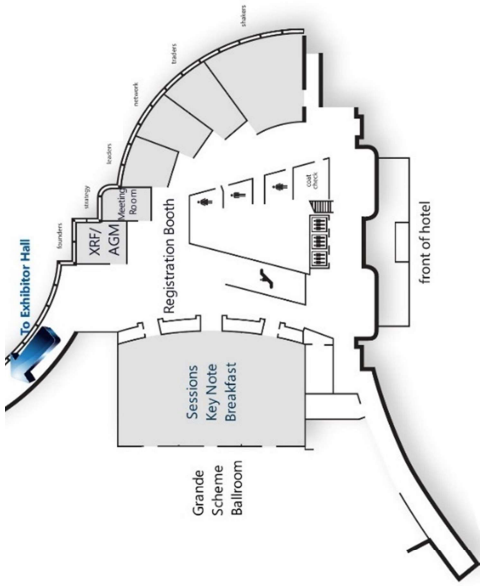 To Exhibitor Hall
founders
strategy
leaders
network
traders
shakers
XRF/
AGM
Meeting
Room
Registration Booth
coat
check
Sessions
Key Note
Breakfast
Grande
Scheme
Ballroom
front of hotel